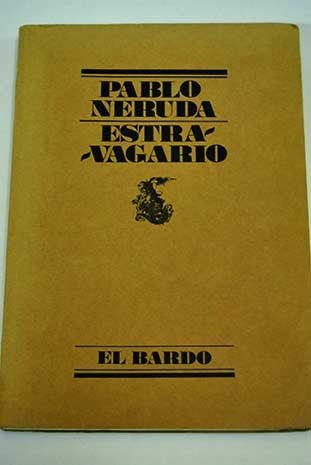 PABLO
NERUDA
ESTRA-
-VAGARIO
EL BARDO